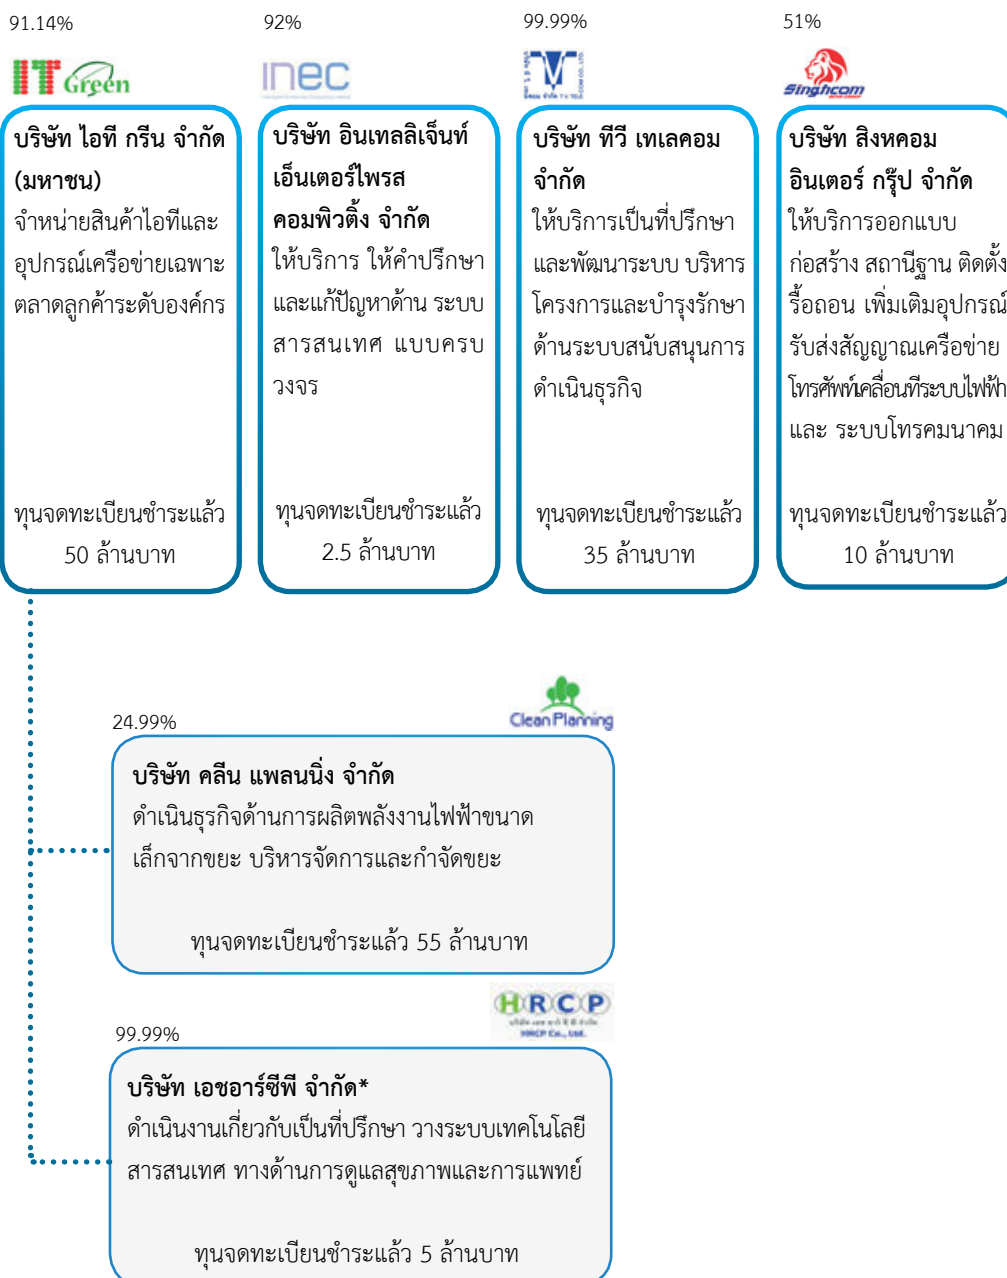 91.14%
IT Green
บริษัท ไอที กรีน จำกัด
(มหาชน)
จำหน่ายสินค้าไอทีและ
อุปกรณ์เครือข่ายเฉพาะ
ตลาดลูกค้าระดับองค์กร
ทุนจดทะเบียนชำระแล้ว
50 ล้านบาท
92%
inec
บริษัท อินเทลลิเจ็นท์
เอ็นเตอร์ไพรส
คอมพิวติ้ง จำกัด
ให้บริการ ให้คำปรึกษา
และแก้ปัญหาด้าน ระบบ
สารสนเทศ แบบครบ
วงจร
ทุนจดทะเบียนชำระแล้ว
2.5 ล้านบาท
99.99%
บริษัท ทีวี เทเลคอม
จำกัด
ให้บริการเป็นที่ปรึกษา
และพัฒนาระบบ บริหาร
โครงการและบำรุงรักษา
ด้านระบบสนับสนุนการ
ดำเนินธุรกิจ
ทุนจดทะเบียนชำระแล้ว
35 ล้านบาท
51%
Singhcom
บริษัท สิงหคอม
อินเตอร์ กรุ๊ป จำกัด
ให้บริการออกแบบ
ก่อสร้าง สถานีฐาน ติดตั้ง
รื้อถอน เพิ่มเติมอุปกรณ์
รับส่งสัญญาณเครือข่าย
โทรศัพท์เคลื่อนที่ระบบไฟฟ้า
และ ระบบโทรคมนาคม
ทุนจดทะเบียนชำระแล้ว
10 ล้านบาท
24.99%
Clean Planning
บริษัท คลีน แพลนนิ่ง จำกัด
ดำเนินธุรกิจด้านการผลิตพลังงานไฟฟ้าขนาด
เล็กจากขยะ บริหารจัดการและกำจัดขยะ
ทุนจดทะเบียนชำระแล้ว 55 ล้านบาท
99.99%
HRCP
HRCP Co., Ltd.
บริษัท เอชอาร์ซีพี จำกัด*
ดำเนินงานเกี่ยวกับเป็นที่ปรึกษา วางระบบเทคโนโลยี
สารสนเทศ ทางด้านการดูแลสุขภาพและการแพทย์
ทุนจดทะเบียนชำระแล้ว 5 ล้านบาท